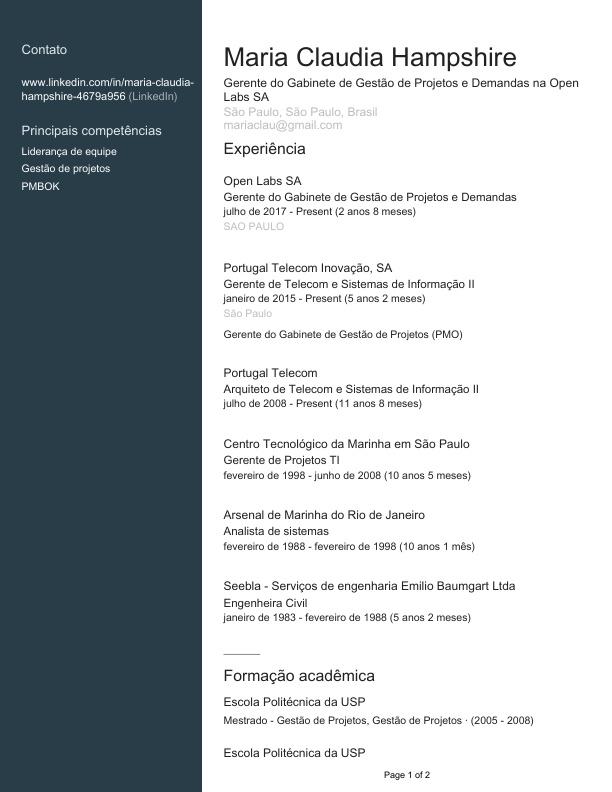 Contato
www.linkedin.com/in/maria-claudia-
hampshire-4679a956 (LinkedIn)
Principais competências
Liderança de equipe
Gestão de projetos
PMBOK
Maria Claudia Hampshire
Gerente do Gabinete de Gestão de Projetos e Demandas na Open
Labs SA
São Paulo, São Paulo, Brasil
mariaclau@gmail.com
Experiência
Open Labs SA
Gerente do Gabinete de Gestão de Projetos e Demandas
julho de 2017 - Present (2 anos 8 meses)
SAO PAULO
Portugal Telecom Inovação, SA
Gerente de Telecom e Sistemas de Informação II
janeiro de 2015 - Present (5 anos 2 meses)
São Paulo
Gerente do Gabinete de Gestão de Projetos (PMO)
Portugal Telecom
Arquiteto de Telecom e Sistemas de Informação II
julho de 2008 - Present (11 anos 8 meses)
Centro Tecnológico da Marinha em São Paulo
Gerente de Projetos TI
fevereiro de 1998 - junho de 2008 (10 anos 5 meses)
Arsenal de Marinha do Rio de Janeiro
Analista de sistemas
fevereiro de 1988 - fevereiro de 1998 (10 anos 1 mês)
Seebla - Serviços de engenharia Emilio Baumgart Ltda
Engenheira Civil
janeiro de 1983 - fevereiro de 1988 (5 anos 2 meses)
Formação acadêmica
Escola Politécnica da USP
Mestrado - Gestão de Projetos, Gestão de Projetos · (2005 - 2008)
Escola Politécnica da USP
Page 1 of 2